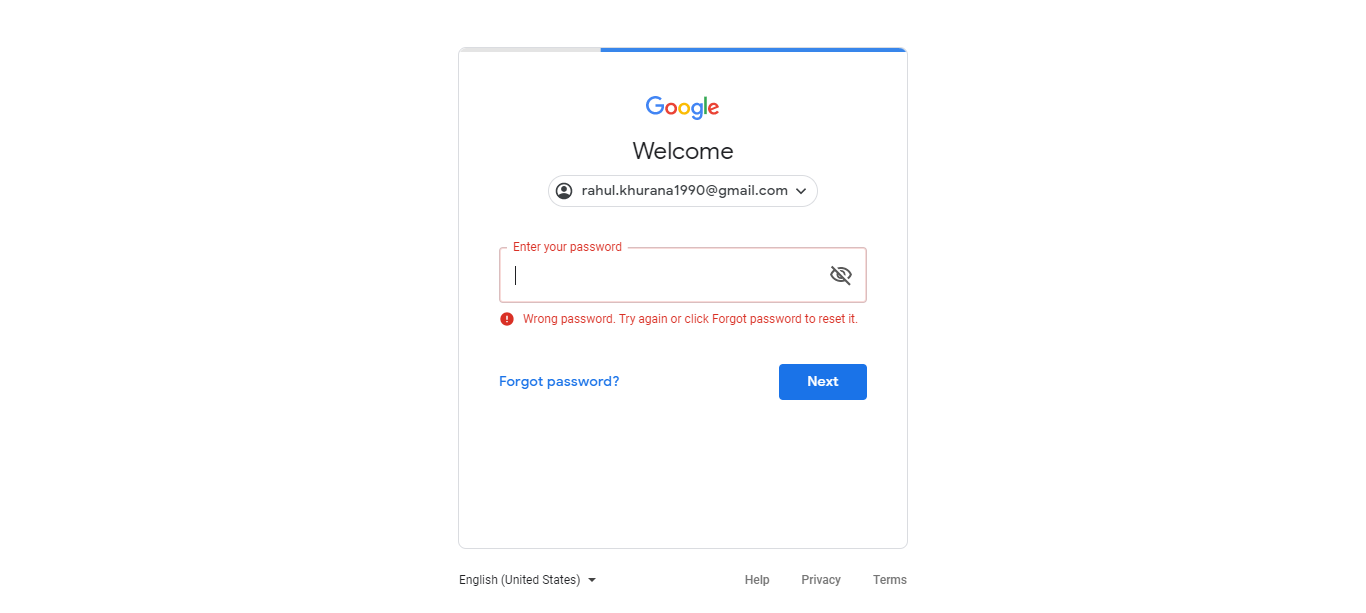 Google
Welcome
rahul.khurana1990@gmail.com
Enter your password
Wrong password. Try again or click Forgot password to reset it.
Forgot password? Next
English (United States) Help Privacy Terms